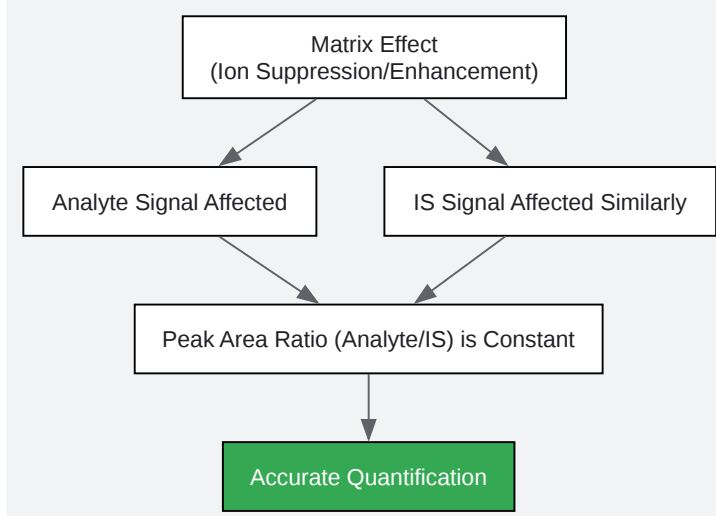 Matrix Effect
(Ion Suppression/Enhancement)
Analyte Signal Affected
IS Signal Affected Similarly
Peak Area Ratio (Analyte/IS) is Constant
Accurate Quantification